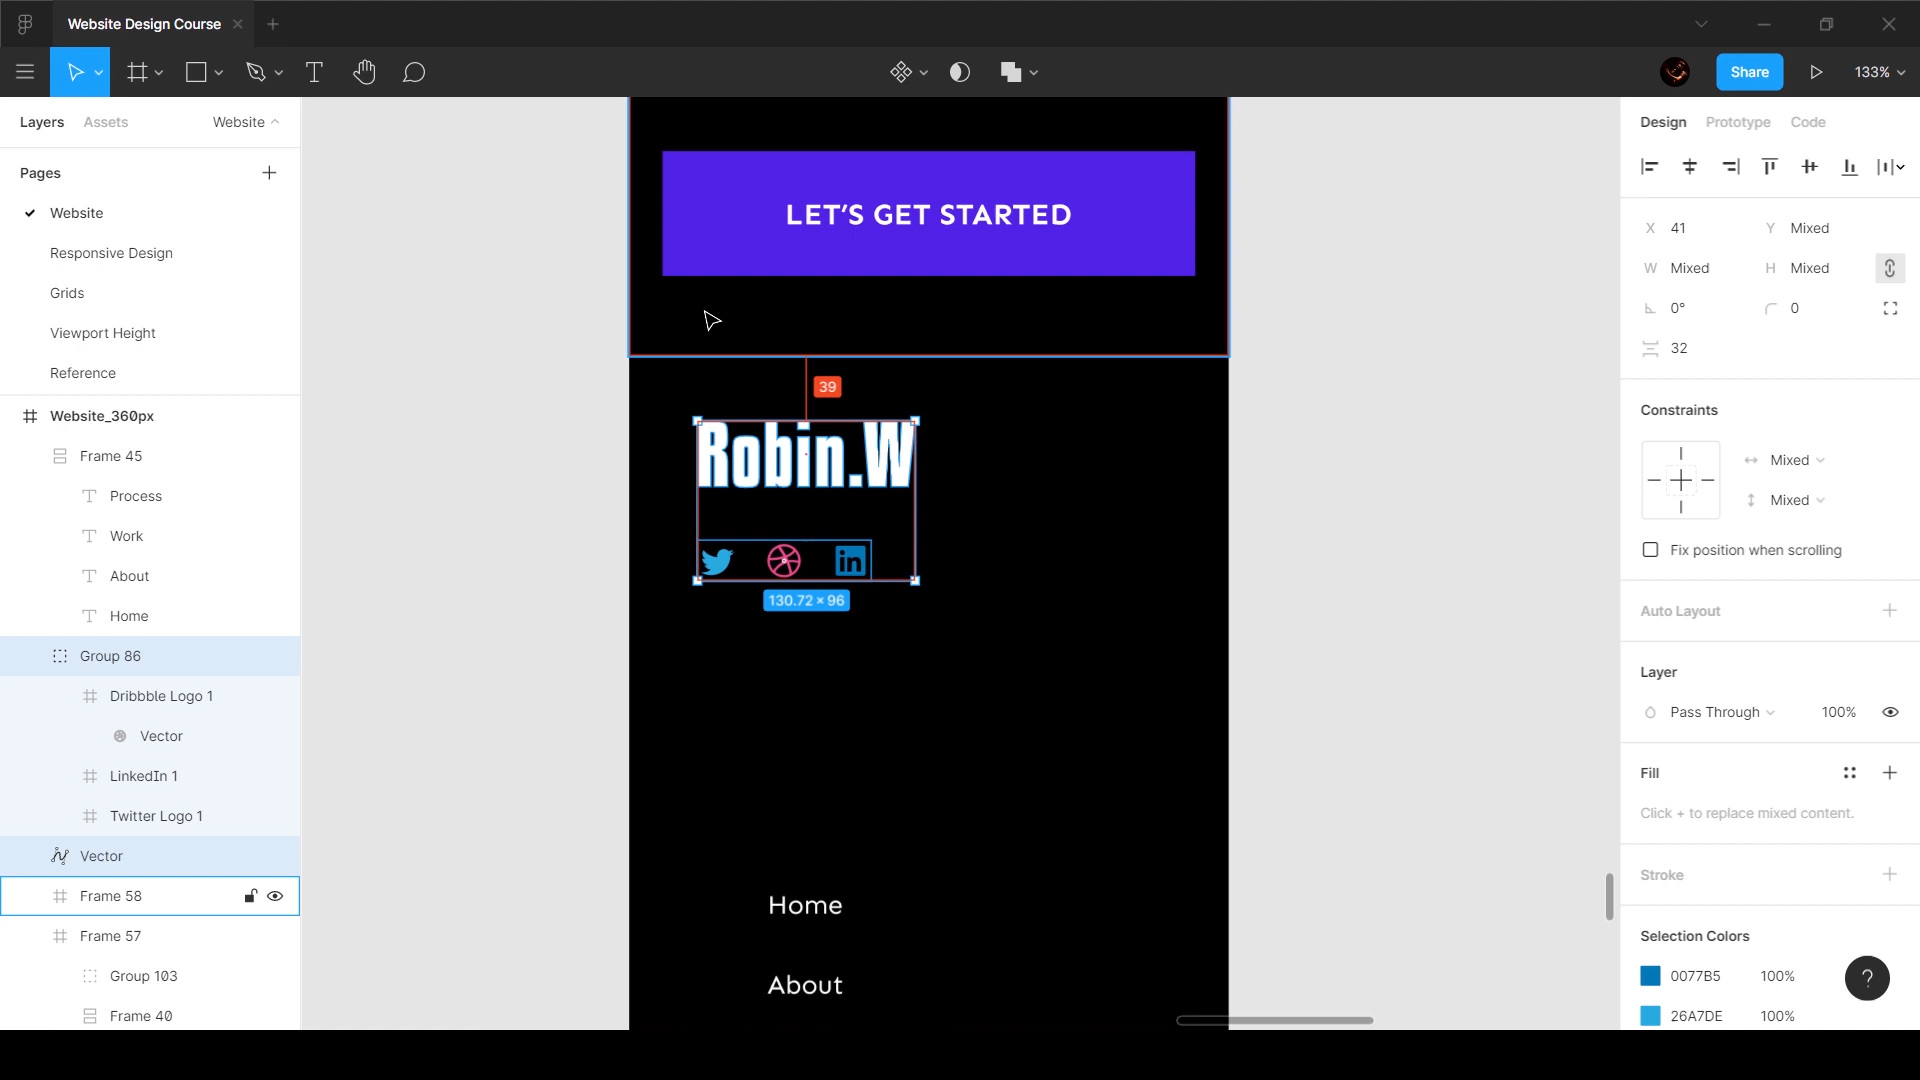 Website Design Course
Share
133%
Layers
Assets
Website
Design
Prototype
Code
Pages
Website
Responsive Design
Grids
Viewport Height
Reference
Website_360px
Frame 45
Process
Work
About
Home
Group 86
Dribbble Logo 1
Vector
LinkedIn 1
Twitter Logo 1
Vector
Frame 58
Frame 57
Group 103
Frame 40
LET'S GET STARTED
39
Robin.W
in
130.72 × 96
Home
About
X 41
Y Mixed
W Mixed
H Mixed
0°
0
32
Constraints
Mixed
Mixed
Fix position when scrolling
Auto Layout
Layer
Pass Through
100%
Fill
Click + to replace mixed content.
Stroke
Selection Colors
0077B5 100%
?
26A7DE 100%